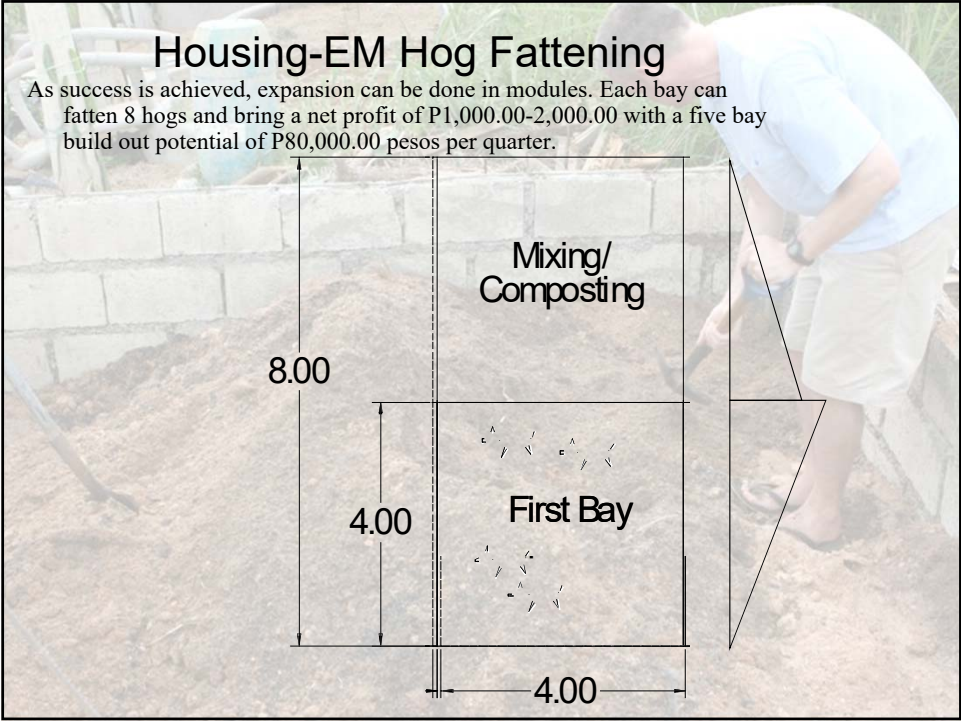 Housing-EM Hog Fattening
As success is achieved, expansion can be done in modules. Each bay can
fatten 8 hogs and bring a net profit of P1,000.00-2,000.00 with a five bay
build out potential of P80,000.00 pesos per quarter.
Mixing/
Composting
8.00
4.00
First Bay
4.00